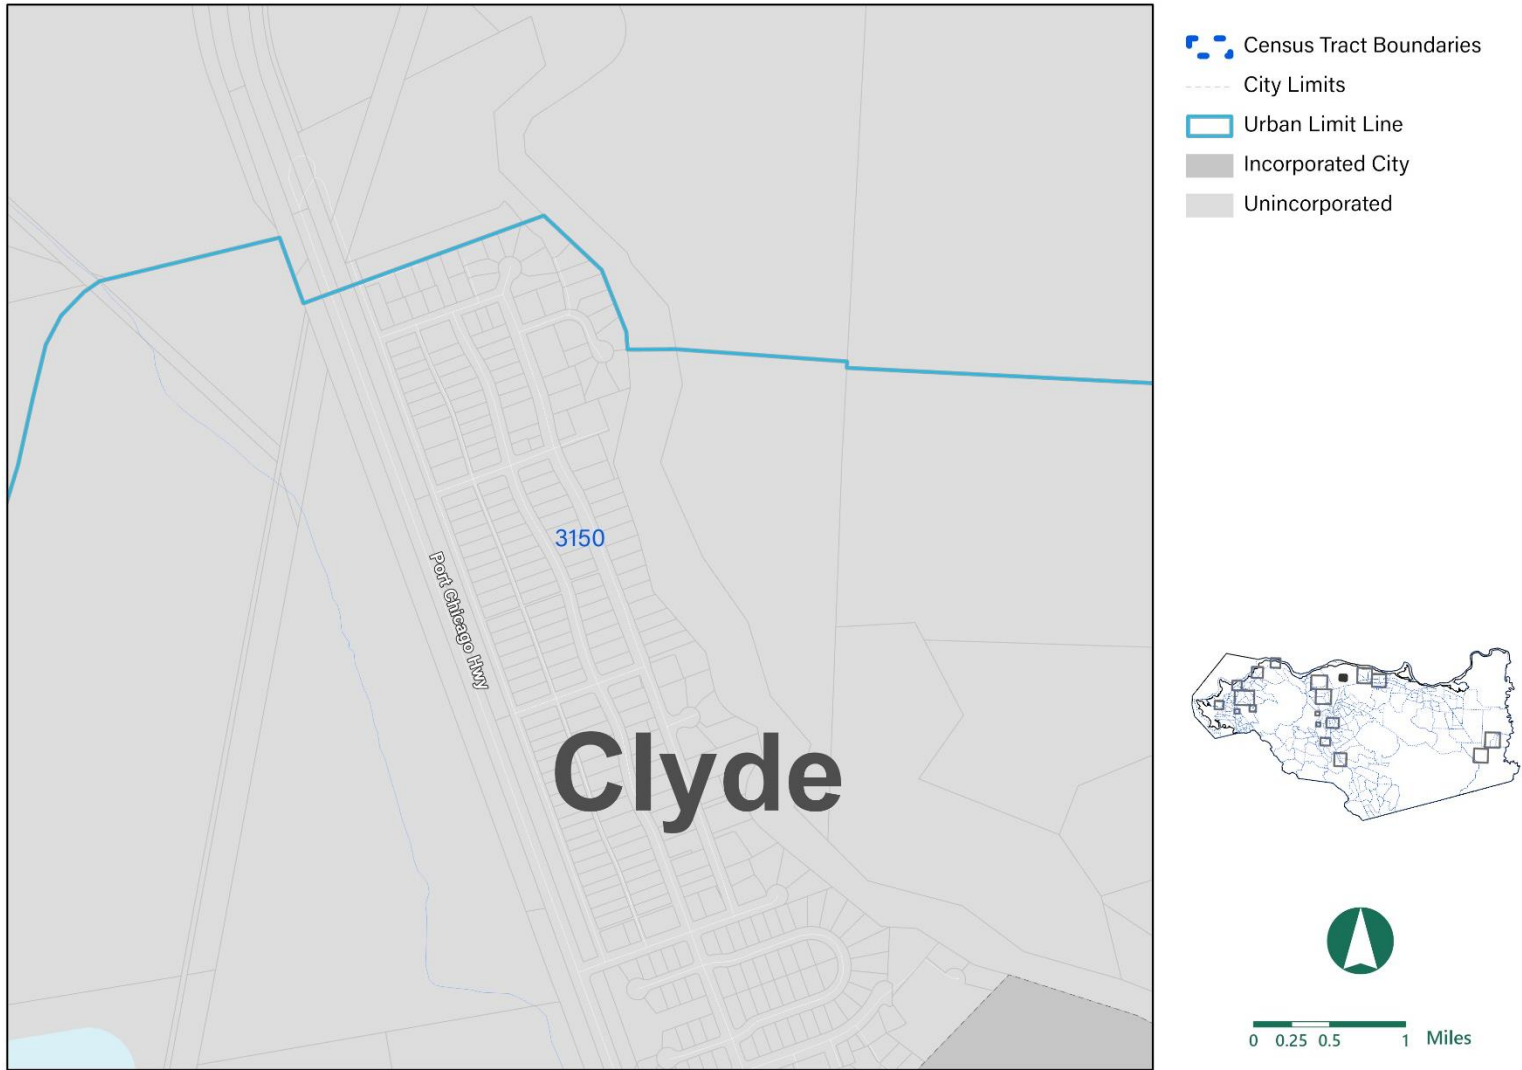 Census Tract Boundaries
City Limits
Urban Limit Line
Incorporated City
Unincorporated
3150
Port Chicago Hwy
Clyde
0 0.25 0.5 1 Miles